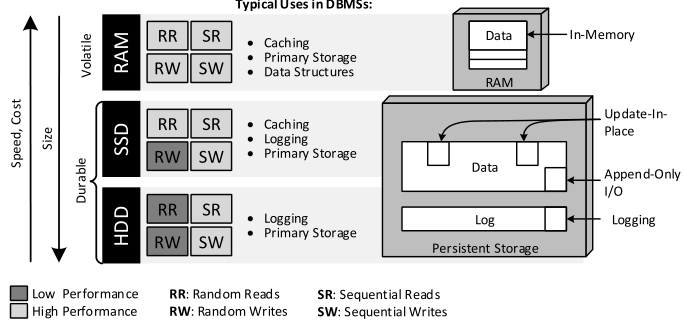 Typical Uses in DBMSs:
Speed, Cost
Size
Volatile
RAM
RR SR
RW SW
• Caching
• Primary Storage
• Data Structures
Data
RAM
In-Memory
Durable
SSD
RR SR
RW SW
• Caching
• Logging
• Primary Storage
HDD
RR SR
RW SW
• Logging
• Primary Storage
Data
Log
Persistent Storage
Update-In-
Place
Append-Only
I/O
Logging
Low Performance
High Performance
RR: Random Reads
RW: Random Writes
SR: Sequential Reads
SW: Sequential Writes